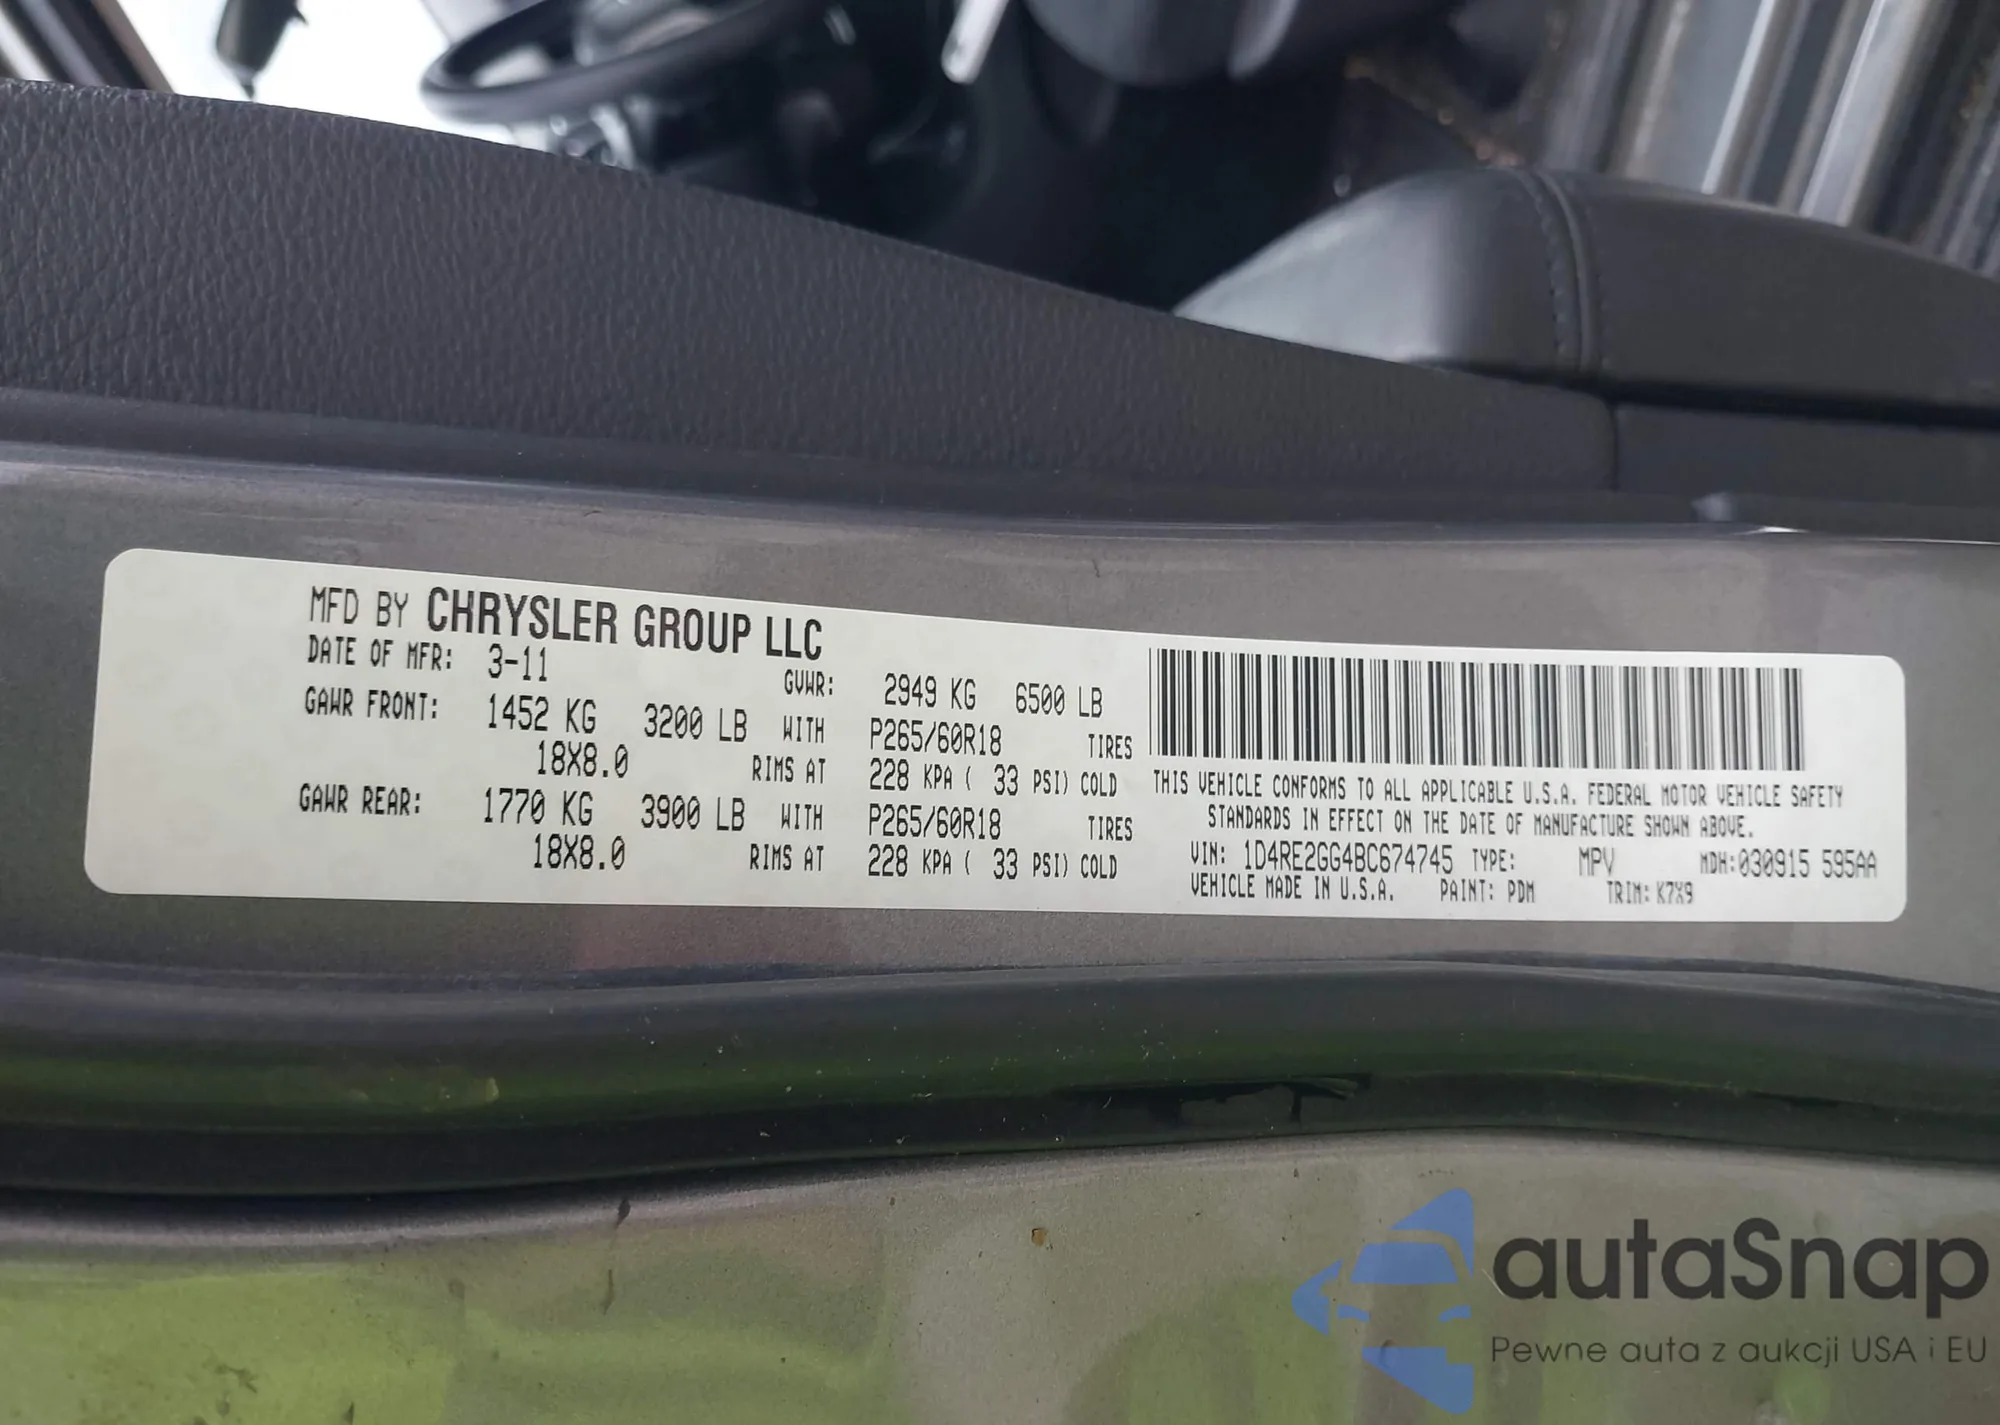 MFD BY CHRYSLER GROUP LLC
DATE OF MFR: 3-11 GVWR: 2949 KG 6500 LB
GAWR FRONT: 1452 KG 3200 LB WITH P265/60R18 TIRES
18X8.0 RIMS AT 228 KPA ( 33 PSI) COLD
GAWR REAR: 1770 KG 3900 LB WITH P265/60R18 TIRES
18X8.0 RIMS AT 228 KPA ( 33 PSI) COLD
THIS VEHICLE CONFORMS TO ALL APPLICABLE U.S.A. FEDERAL MOTOR VEHICLE SAFETY
STANDARDS IN EFFECT ON THE DATE OF MANUFACTURE SHOWN ABOVE.
VIN: 1D4RE2GG4BC674745 TYPE: MPV MDH:030915 595AA
VEHICLE MADE IN U.S.A. PAINT: PDM TRIM: K7X9
autaSnap
Pewne auta z aukcji USA i EU